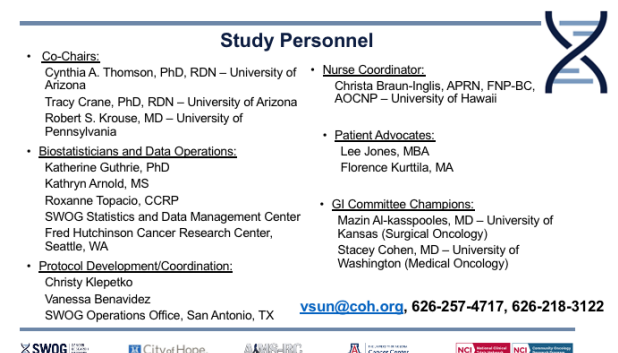 Study Personnel
• Co-Chairs:
Cynthia A. Thomson, PhD, RDN – University of
Arizona
Tracy Crane, PhD, RDN – University of Arizona
Robert S. Krouse, MD – University of
Pennsylvania
• Biostatisticians and Data Operations:
Katherine Guthrie, PhD
Kathryn Arnold, MS
Roxanne Topacio, CCRP
SWOG Statistics and Data Management Center
Fred Hutchinson Cancer Research Center,
Seattle, WA
• Protocol Development/Coordination:
Christy Klepetko
Vanessa Benavidez
SWOG Operations Office, San Antonio, TX
• Nurse Coordinator:
Christa Braun-Inglis, APRN, FNP-BC,
AOCNP – University of Hawaii
• Patient Advocates:
Lee Jones, MBA
Florence Kurttila, MA
• GI Committee Champions:
Mazin Al-kasspooles, MD – University of
Kansas (Surgical Oncology)
Stacey Cohen, MD – University of
Washington (Medical Oncology)
vsun@coh.org, 626-257-4717, 626-218-3122
SWOG
City of Hope
Cancer Center
NCI
NCI